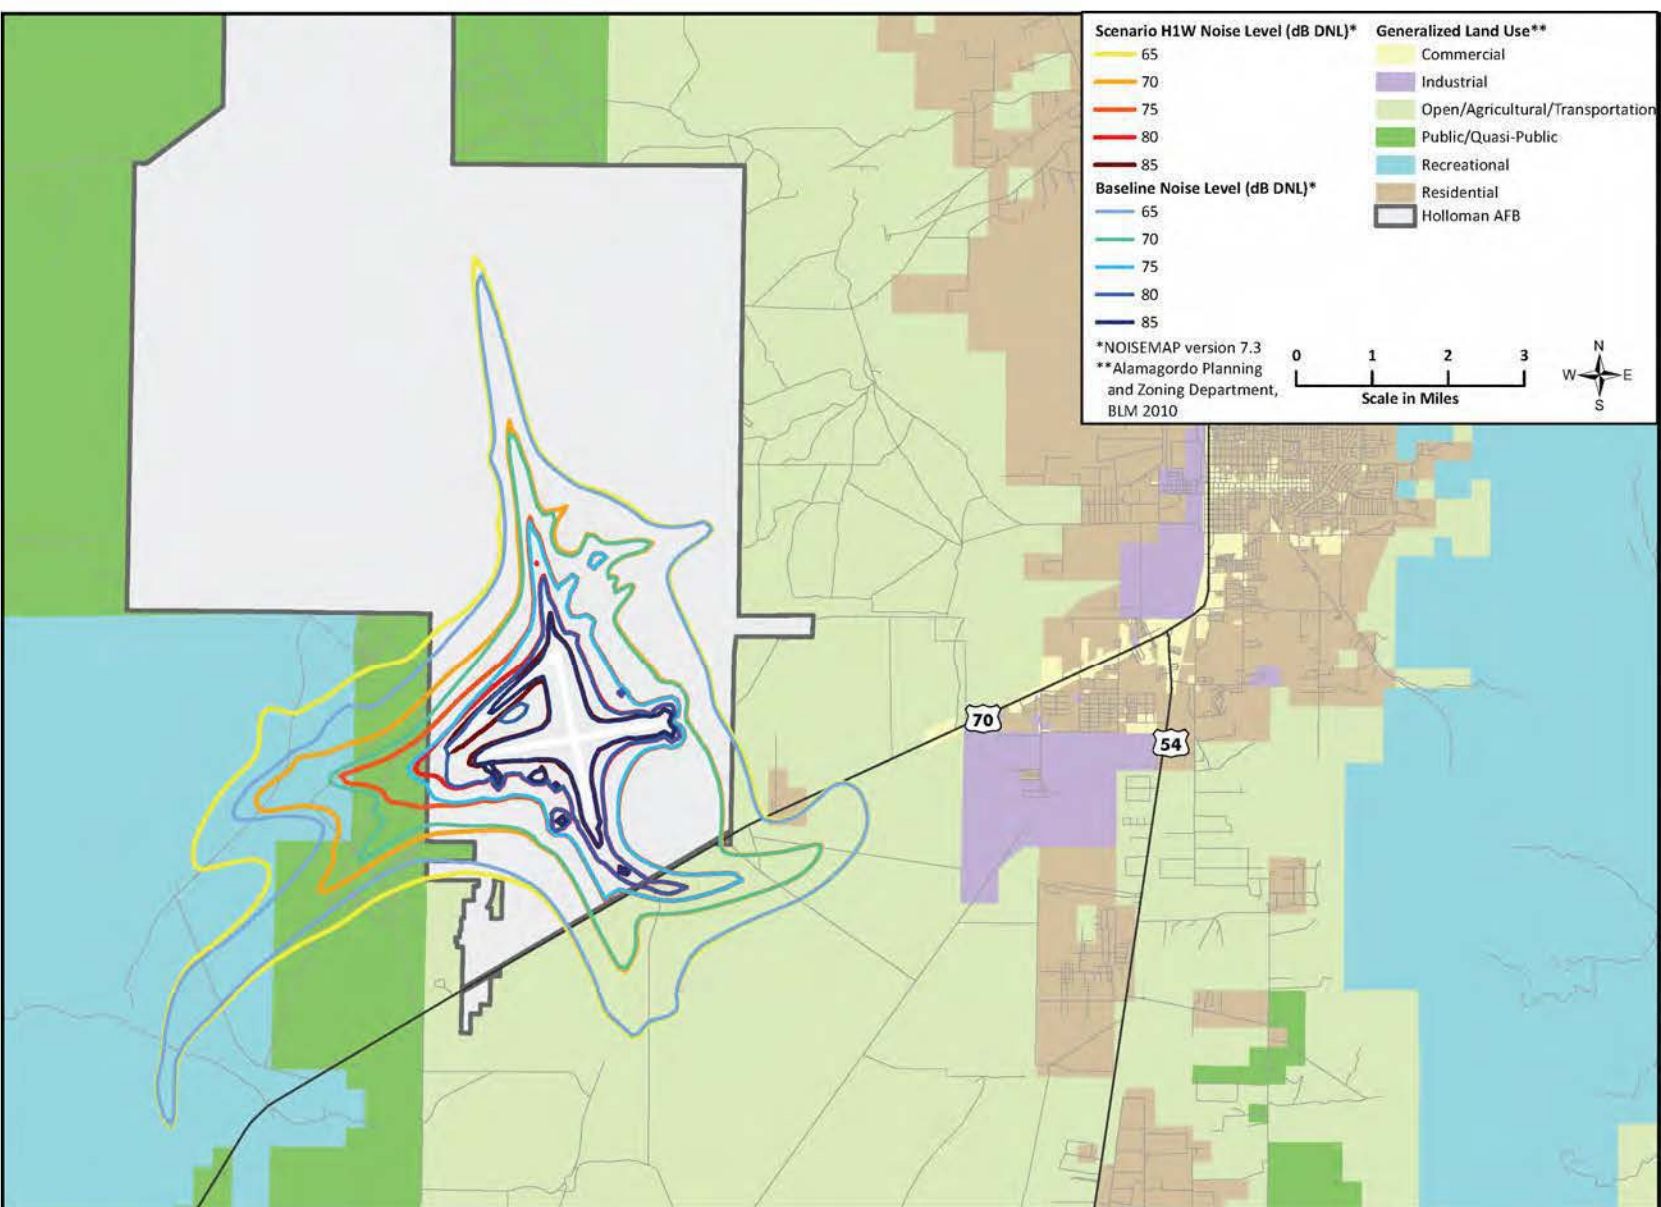 Scenario H1W Noise Level (dB DNL)*
65
70
75
80
85
Baseline Noise Level (dB DNL)*
65
70
75
80
85
*NOISEMAP version 7.3
**Alamagordo Planning
and Zoning Department,
BLM 2010
Generalized Land Use**
Commercial
Industrial
Open/Agricultural/Transportation
Public/Quasi-Public
Recreational
Residential
Holloman AFB
0 1 2 3
Scale in Miles
N
W E
S
70
54